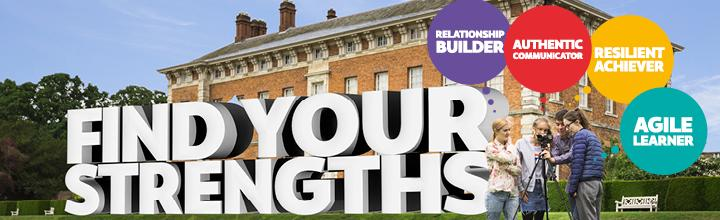 FIND YOUR
STRENGTHS
RELATIONSHIP
BUILDER
AUTHENTIC
COMMUNICATOR
RESILIENT
ACHIEVER
AGILE
LEARNER